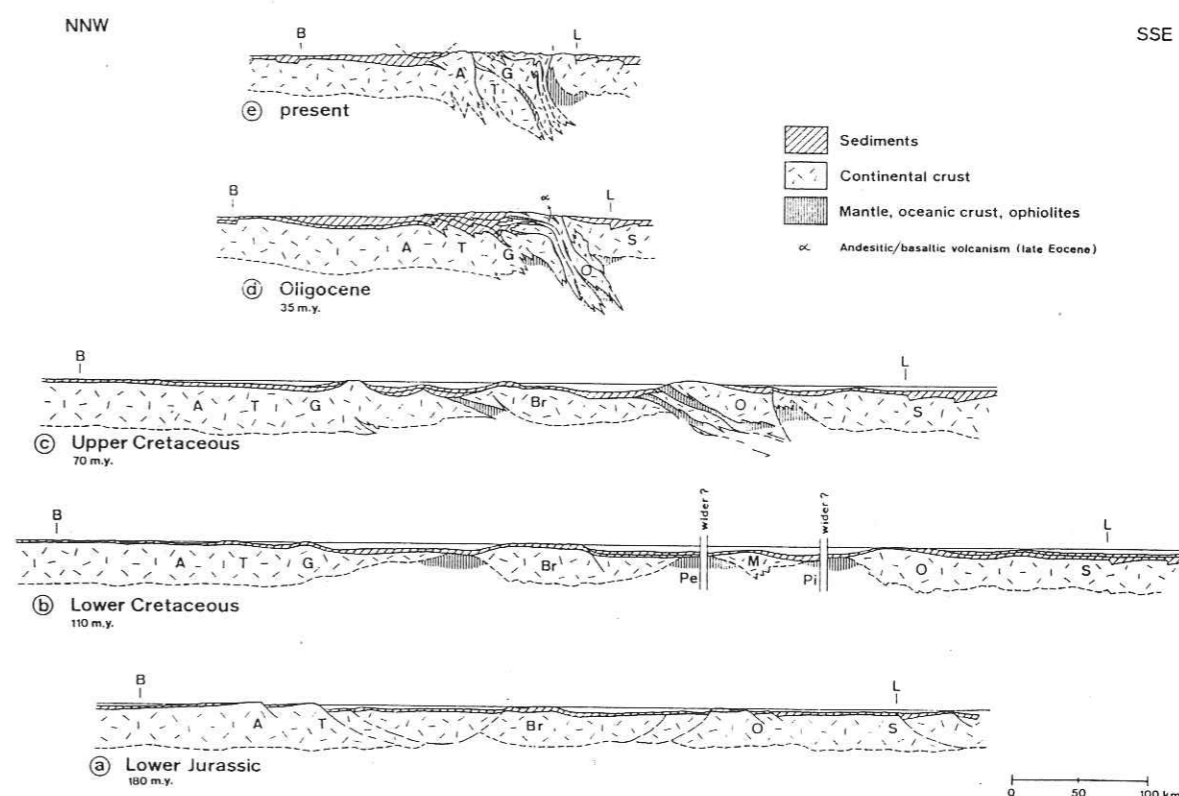 NNW
SSE
B L
A G
T
ⓔ present
Sediments
Continental crust
Mantle, oceanic crust, ophiolites
α Andesitic/basaltic volcanism (late Eocene)
B α L
A T G O S
ⓓ Oligocene
35 m.y.
B L
A T G Br O S
ⓒ Upper Cretaceous
70 m.y.
wider ? wider ?
B L
A T G Br Pe M Pi O S
ⓑ Lower Cretaceous
110 m.y.
B L
A T Br O S
ⓐ Lower Jurassic
180 m.y.
0 50 100 km